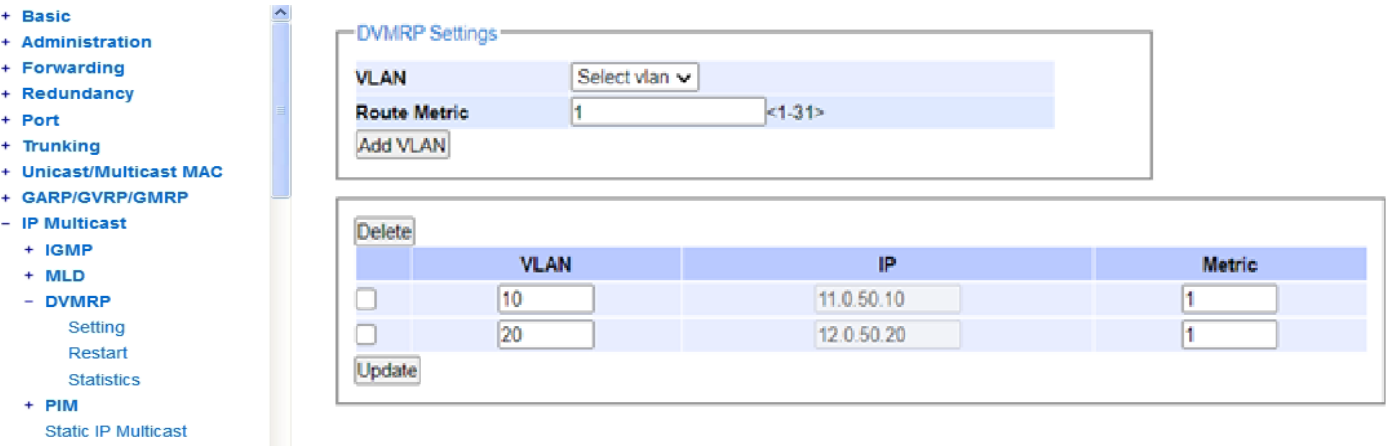 + Basic
+ Administration
+ Forwarding
+ Redundancy
+ Port
+ Trunking
+ Unicast/Multicast MAC
+ GARP/GVRP/GMRP
– IP Multicast
+ IGMP
+ MLD
– DVMRP
Setting
Restart
Statistics
+ PIM
Static IP Multicast
DVMRP Settings
VLAN Select vlan
Route Metric 1 <1-31>
Add VLAN
Delete
VLAN IP Metric
10 11.0.50.10 1
20 12.0.50.20 1
Update